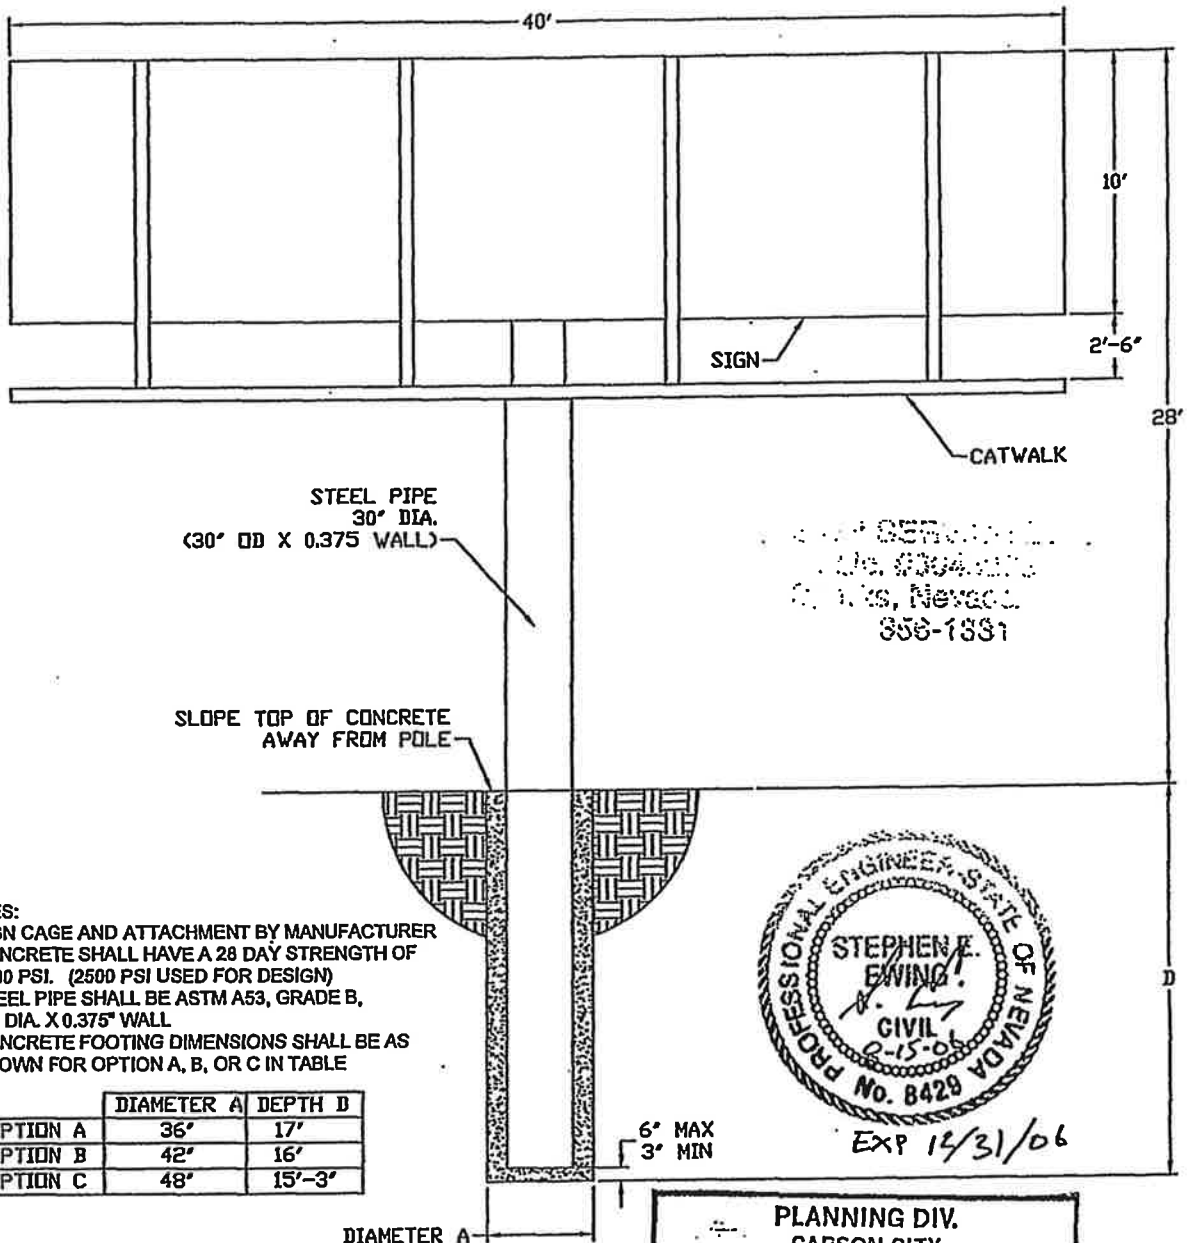 40'
10'
2'-6"
SIGN
CATWALK
28'
STEEL PIPE
30" DIA.
(30" OD X 0.375 WALL)
Nevada
SLOPE TOP OF CONCRETE
AWAY FROM POLE
ES:
GN CAGE AND ATTACHMENT BY MANUFACTURER
NCRETE SHALL HAVE A 28 DAY STRENGTH OF
00 PSI. (2500 PSI USED FOR DESIGN)
EEL PIPE SHALL BE ASTM A53, GRADE B,
DIA. X 0.375" WALL
NCRETE FOOTING DIMENSIONS SHALL BE AS
OWN FOR OPTION A, B, OR C IN TABLE
DIAMETER A DEPTH D
PTION A 36" 17'
PTION B 42" 16'
PTION C 48" 15'-3"
PROFESSIONAL ENGINEER-STATE OF NEVADA
STEPHEN E.
EWING
CIVIL
No. 8429
EXP 12/31/06
D
6" MAX
3" MIN
DIAMETER A
PLANNING DIV.
CARSON CITY